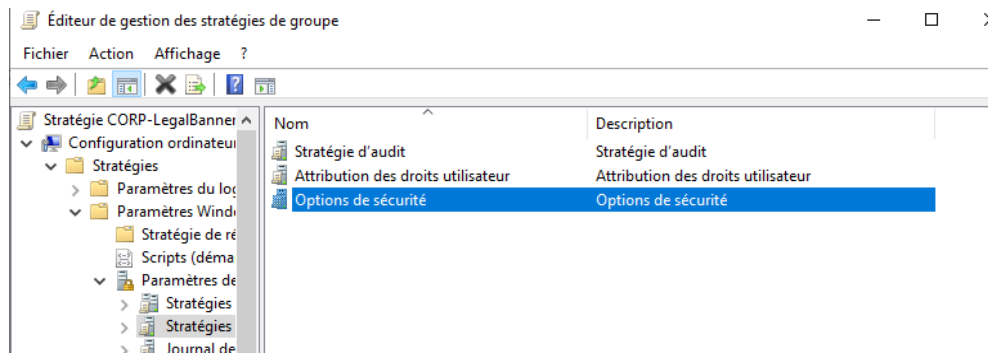 Éditeur de gestion des stratégies de groupe
Fichier Action Affichage ?
Stratégie CORP-LegalBanner
Configuration ordinateur
Stratégies
Paramètres du log
Paramètres Wind
Stratégie de ré
Scripts (déma
Paramètres de
Stratégies
Stratégies
Journal de
Nom Description
Stratégie d'audit Stratégie d'audit
Attribution des droits utilisateur Attribution des droits utilisateur
Options de sécurité Options de sécurité